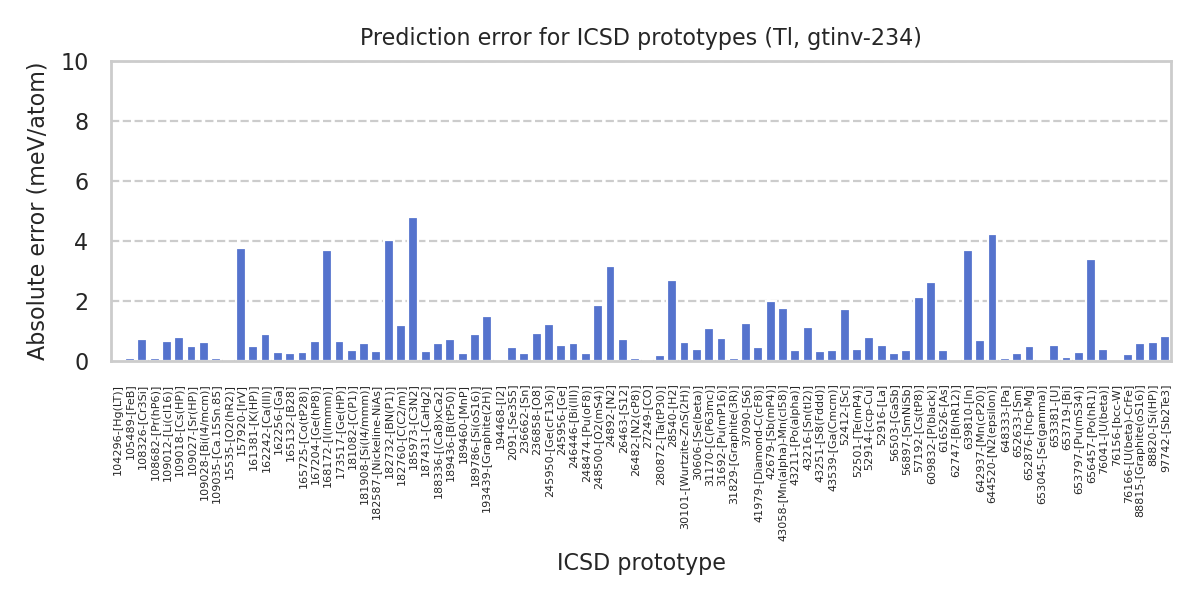 Prediction error for ICSD prototypes (Tl, gtinv-234)
Absolute error (meV/atom)
10
8
6
4
2
0
104296-[Hg(LT)]
105489-[FeB]
108326-[Cr3Si]
108682-[Pr(hP6)]
109012-[Li(cI16)]
109018-[Cs(HP)]
109027-[Sr(HP)]
109028-[Bi(I4/mcm)]
109035-[Ca.15Sn.85]
15535-[O2(hR2)]
157920-[IrV]
161381-[K(HP)]
162242-[Ca(III)]
162256-[Ga]
165132-[B28]
165725-[Co(tP28)]
167204-[Ge(hP8)]
168172-[I(Immm)]
173517-[Ge(HP)]
181082-[C(P1)]
181908-[Si(I4/mmm)]
182587-[Nickeline-NiAs]
182732-[BN(P1)]
182760-[C(C2/m)]
185973-[C3N2]
187431-[CaHg2]
188336-[(Ca8)xCa2]
189436-[B(tP50)]
189460-[MnP]
189786-[Si(oS16)]
193439-[Graphite(2H)]
194468-[I2]
2091-[Se3S5]
236662-[Sn]
236858-[O8]
245950-[Ge(cF136)]
245956-[Ge]
246446-[Bi(III)]
248474-[Pu(oF8)]
248500-[O2(mS4)]
24892-[N2]
26463-[S12]
26482-[N2(cP8)]
27249-[CO]
280872-[Ta(tP30)]
28540-[H2]
30101-[Wurtzite-ZnS(2H)]
30606-[Se(beta)]
31170-[C(P63mc)]
31692-[Pu(mP16)]
31829-[Graphite(3R)]
37090-[S6]
41979-[Diamond-C(cF8)]
42679-[Sb(mP4)]
43058-[Mn(alpha)-Mn(cI58)]
43211-[Po(alpha)]
43216-[Sn(tI2)]
43251-[S8(Fddd)]
43539-[Ga(Cmcm)]
52412-[Sc]
52501-[Te(mP4)]
52914-[fcc-Cu]
52916-[La]
56503-[GaSb]
56897-[SmNiSb]
57192-[Cs(tP8)]
609832-[P(black)]
616526-[As]
62747-[B(hR12)]
639810-[In]
642937-[Mn(cP20)]
644520-[N2(epsilon)]
648333-[Pa]
652633-[Sm]
652876-[hcp-Mg]
653045-[Se(gamma)]
653381-[U]
653719-[Bi]
653797-[Pu(mS34)]
656457-[Po(hR1)]
76041-[U(beta)]
76156-[bcc-W]
76166-[U(beta)-CrFe]
88815-[Graphite(oS16)]
88820-[Si(HP)]
97742-[Sb2Te3]
ICSD prototype